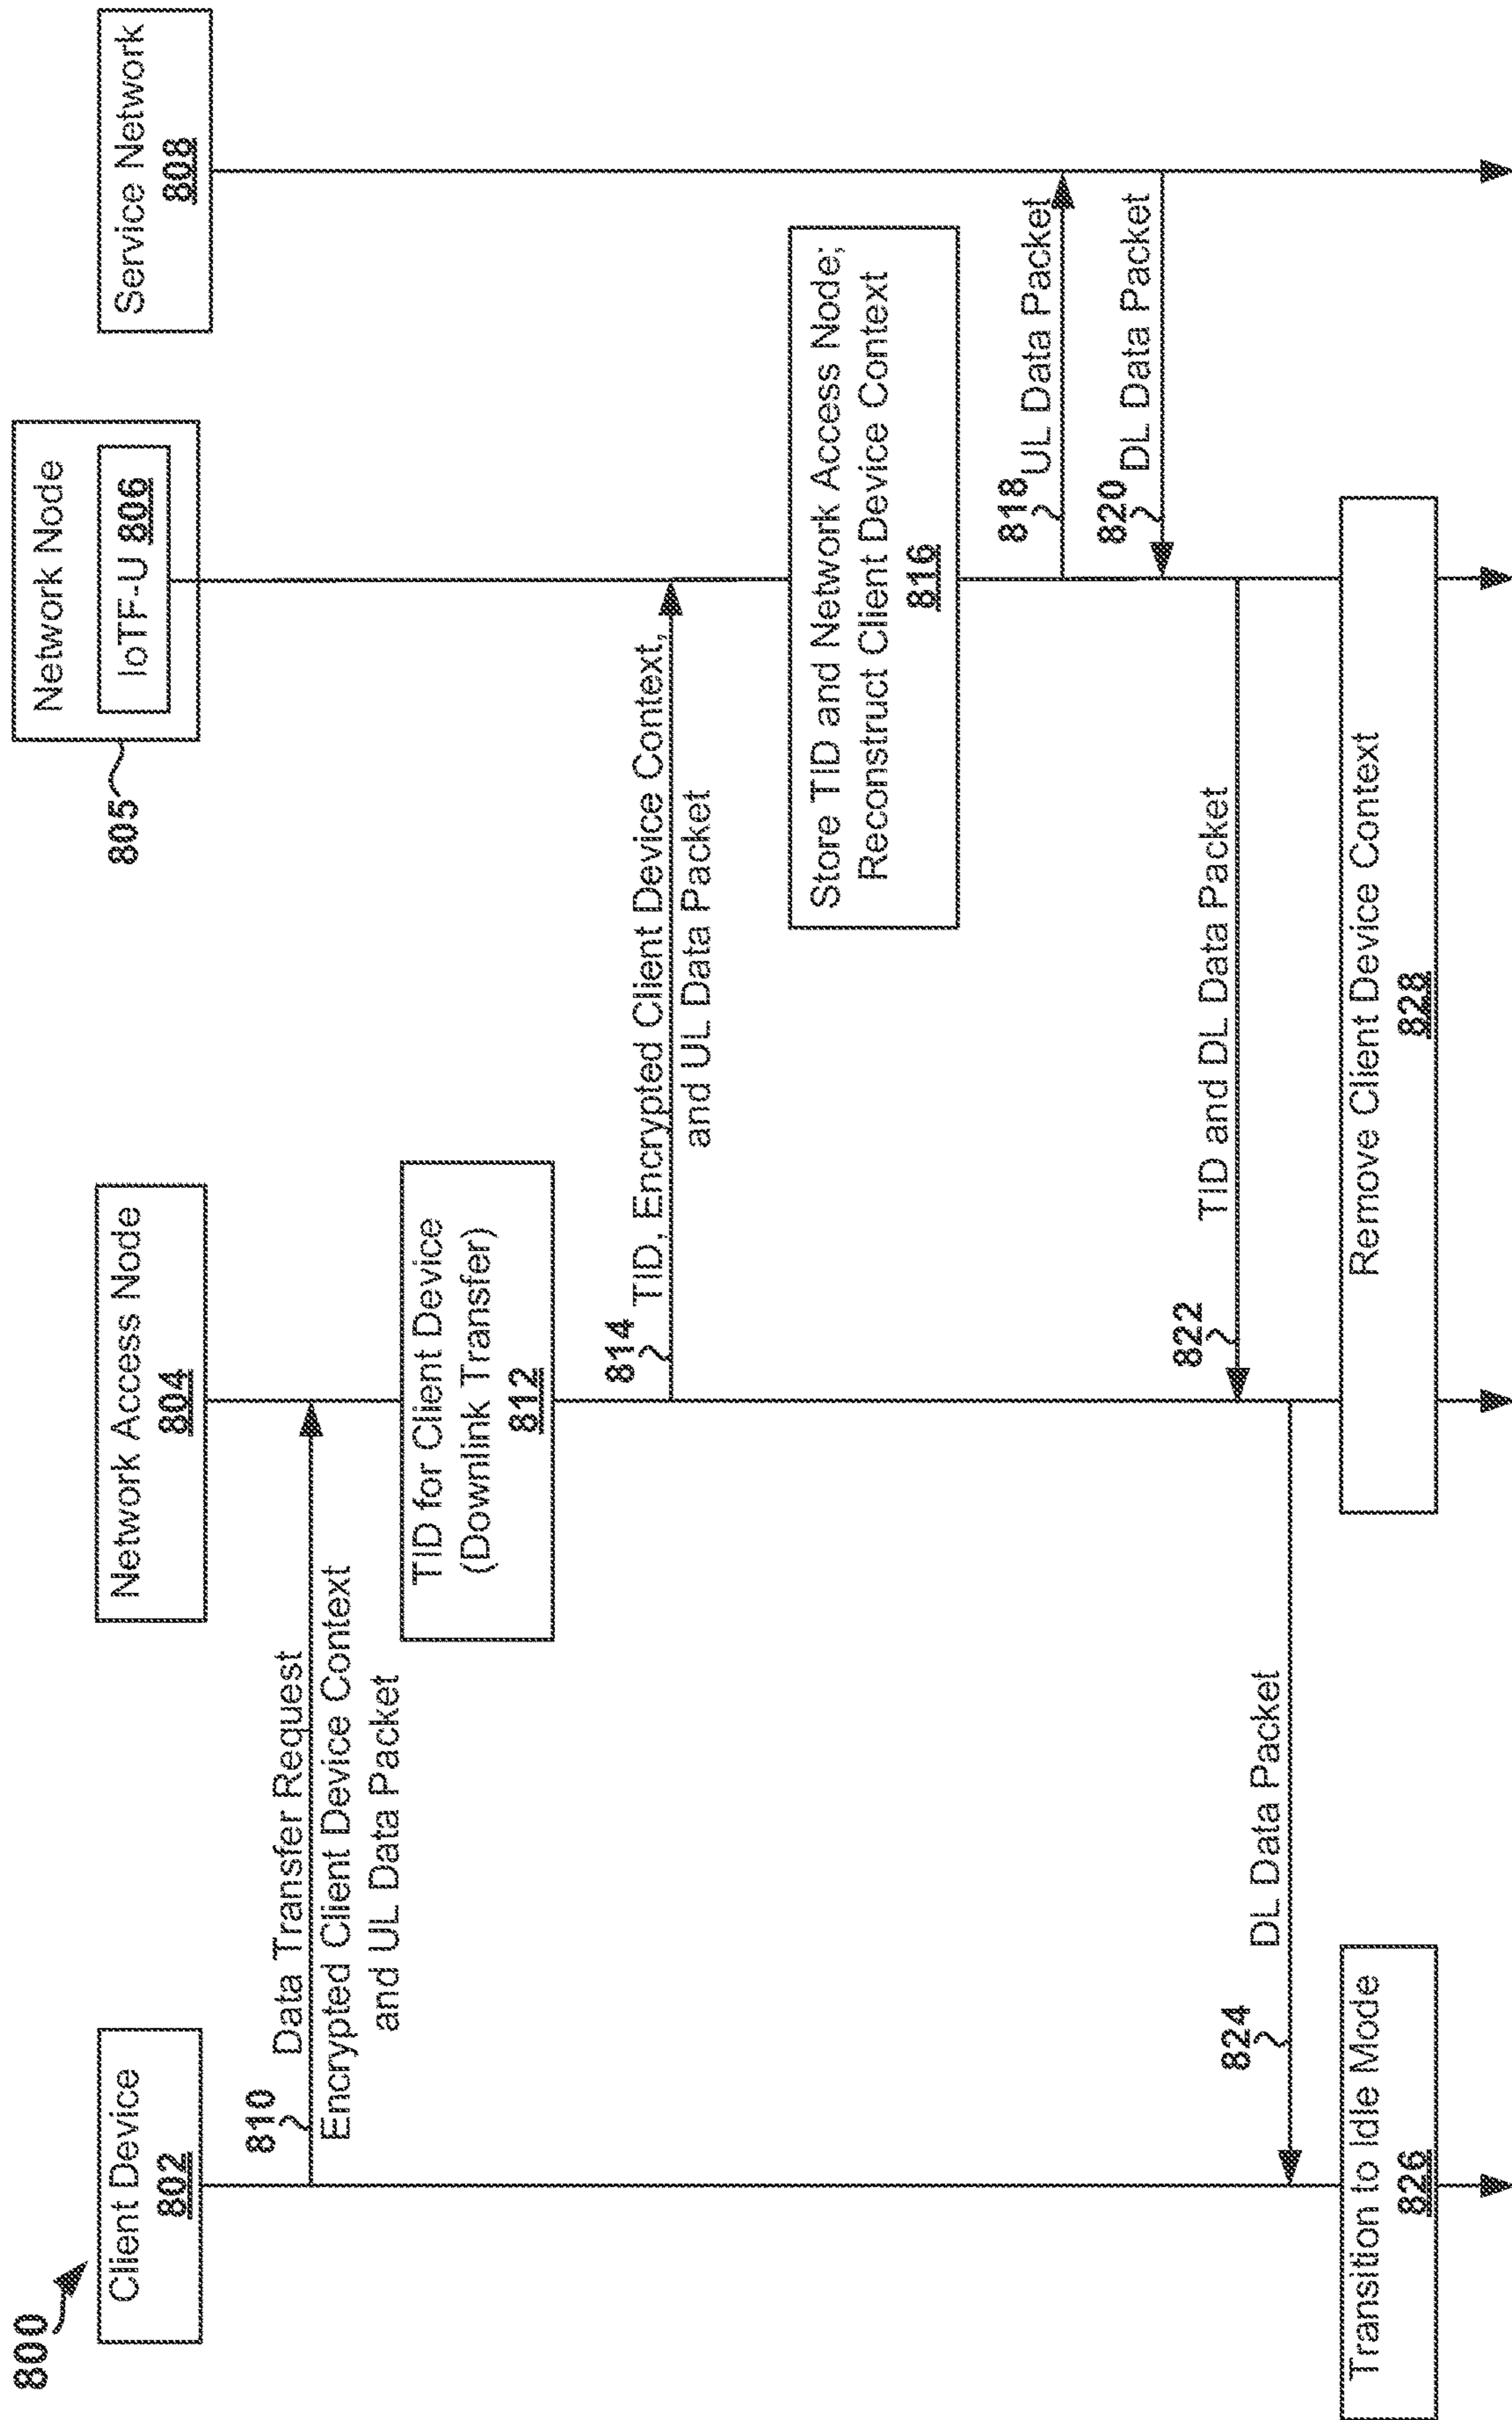 800
Client Device
802
Network Access Node
804
805
Network Node
IoTF-U 806
Service Network
808
810
Data Transfer Request
Encrypted Client Device Context
and UL Data Packet
TID for Client Device
(Downlink Transfer)
812
814
TID, Encrypted Client Device Context,
and UL Data Packet
Store TID and Network Access Node;
Reconstruct Client Device Context
816
818
UL Data Packet
820
DL Data Packet
822
TID and DL Data Packet
824
DL Data Packet
Transition to Idle Mode
826
Remove Client Device Context
828